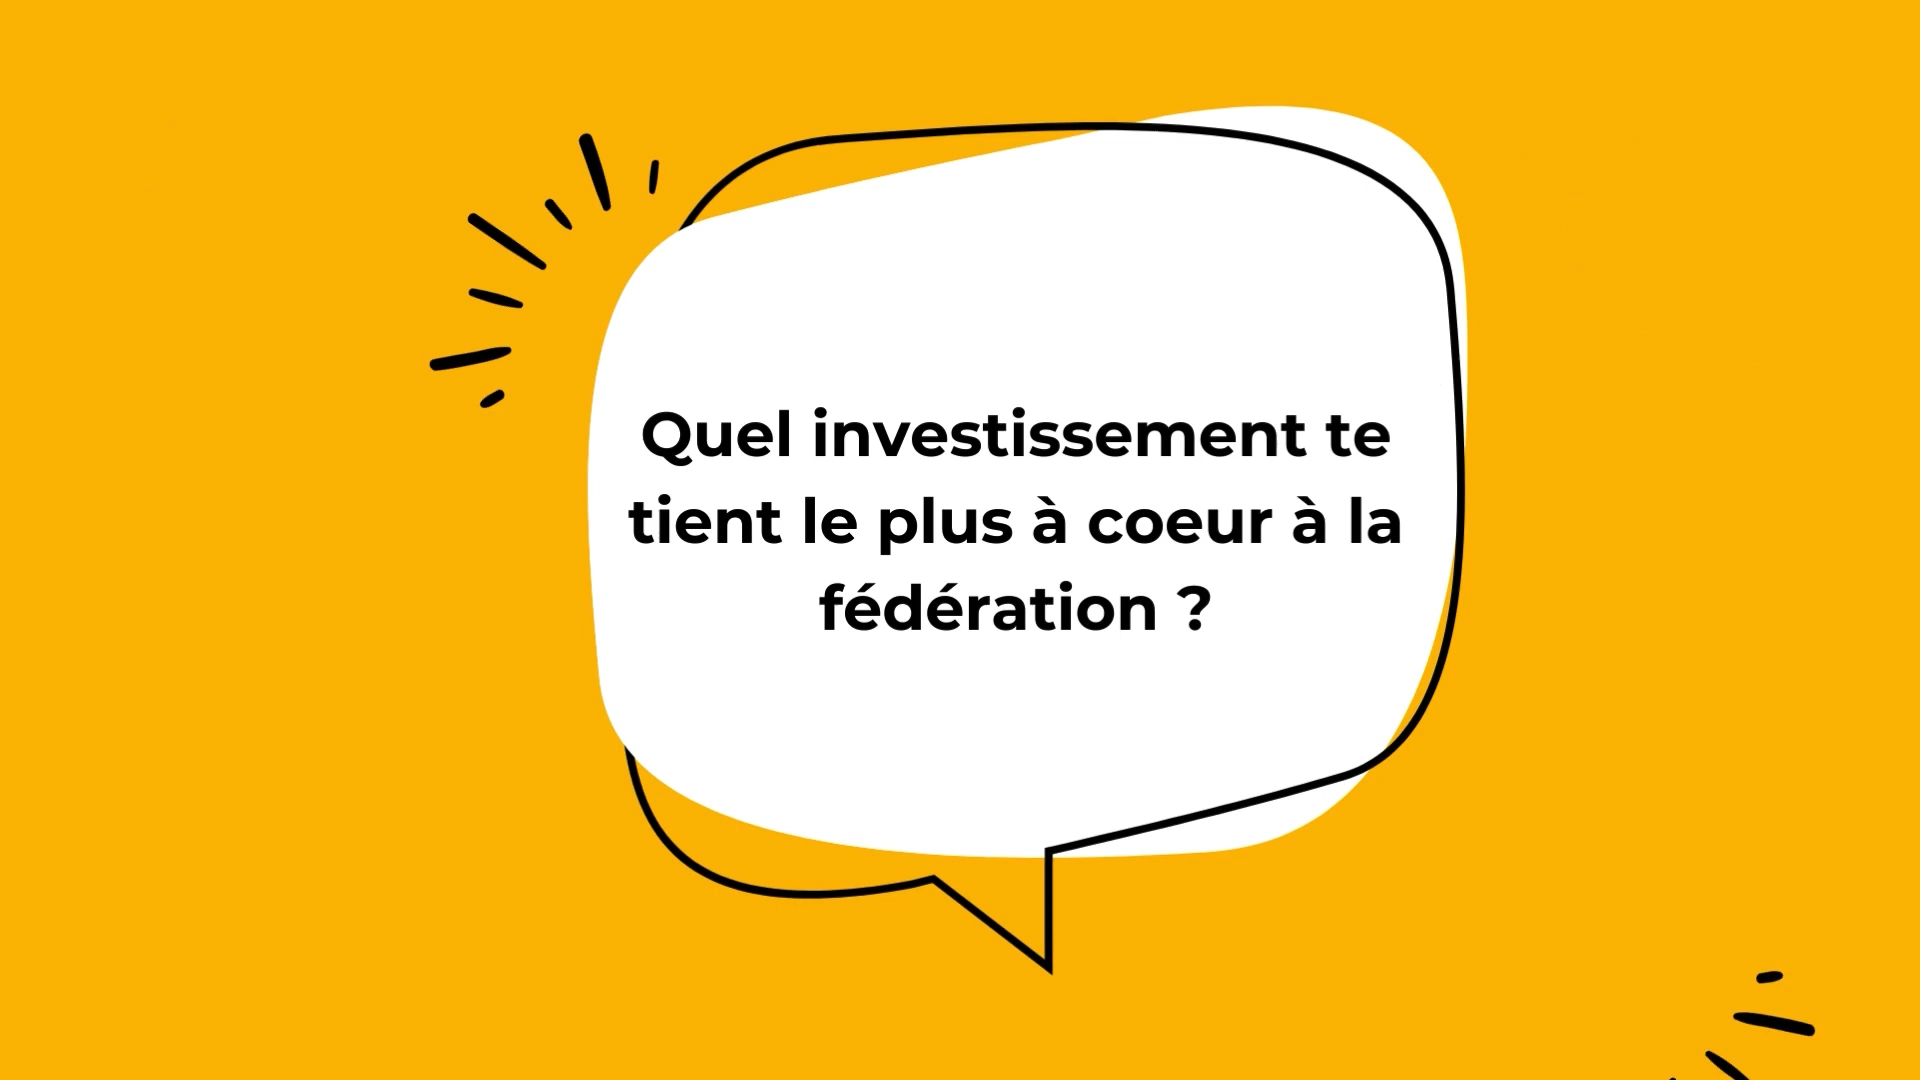 Quel investissement te
tient le plus à coeur à la
fédération ?